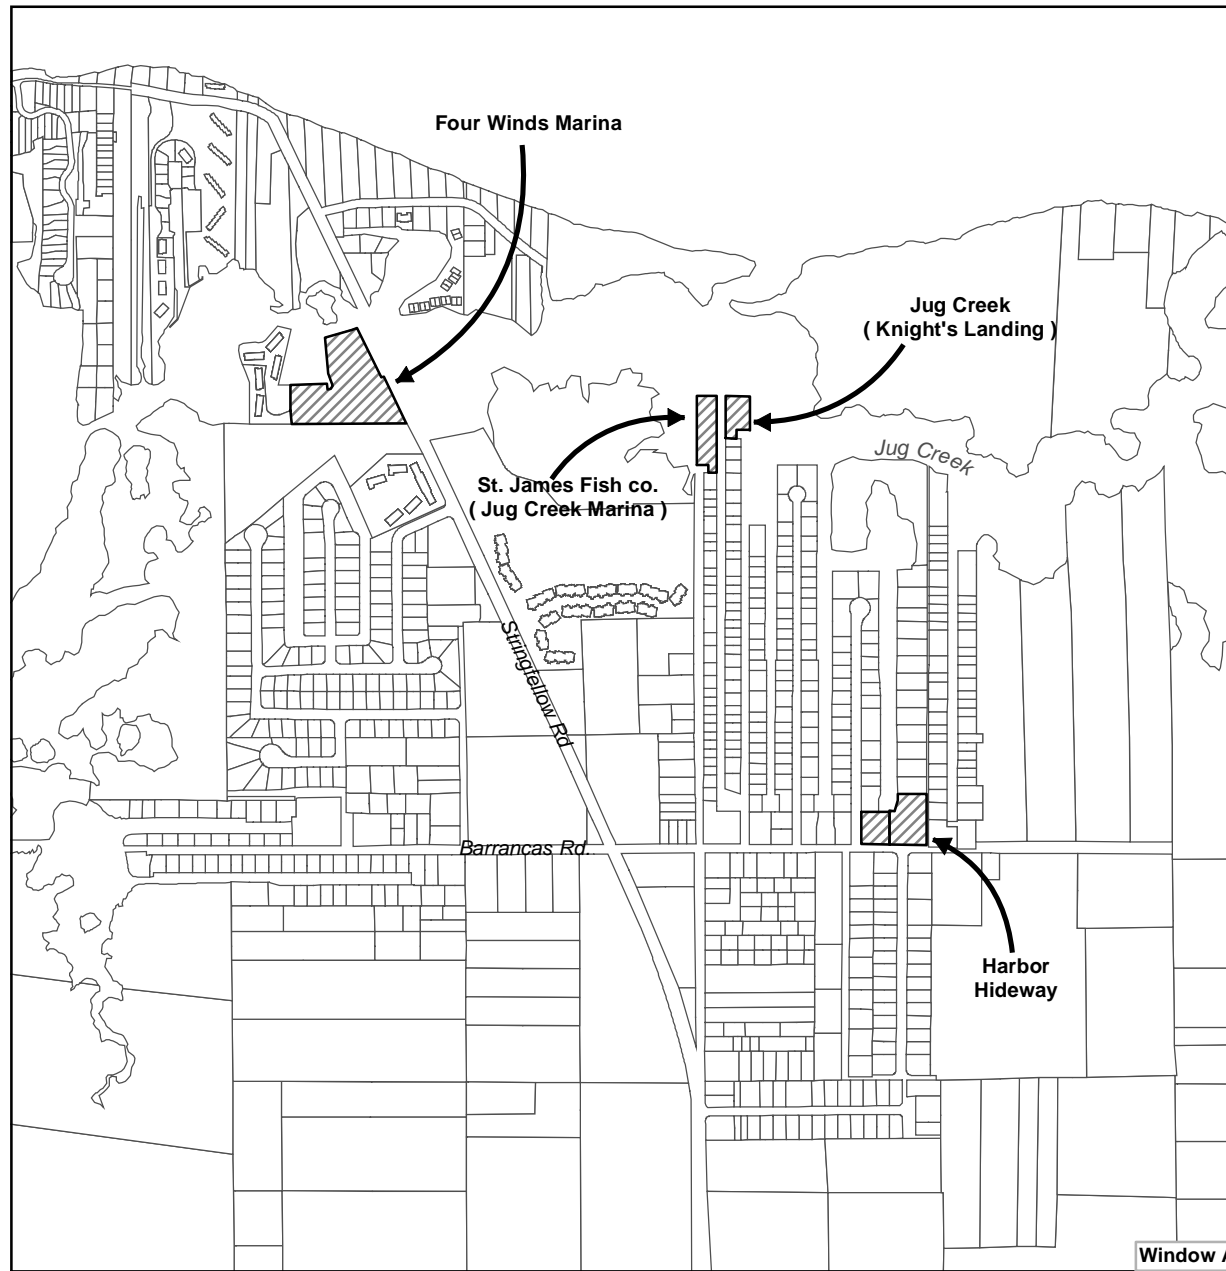 Four Winds Marina
Jug Creek
( Knight's Landing )
Jug Creek
St. James Fish co.
( Jug Creek Marina )
Stringfellow Rd
Barrancas Rd..
Harbor
Hideway
Window A